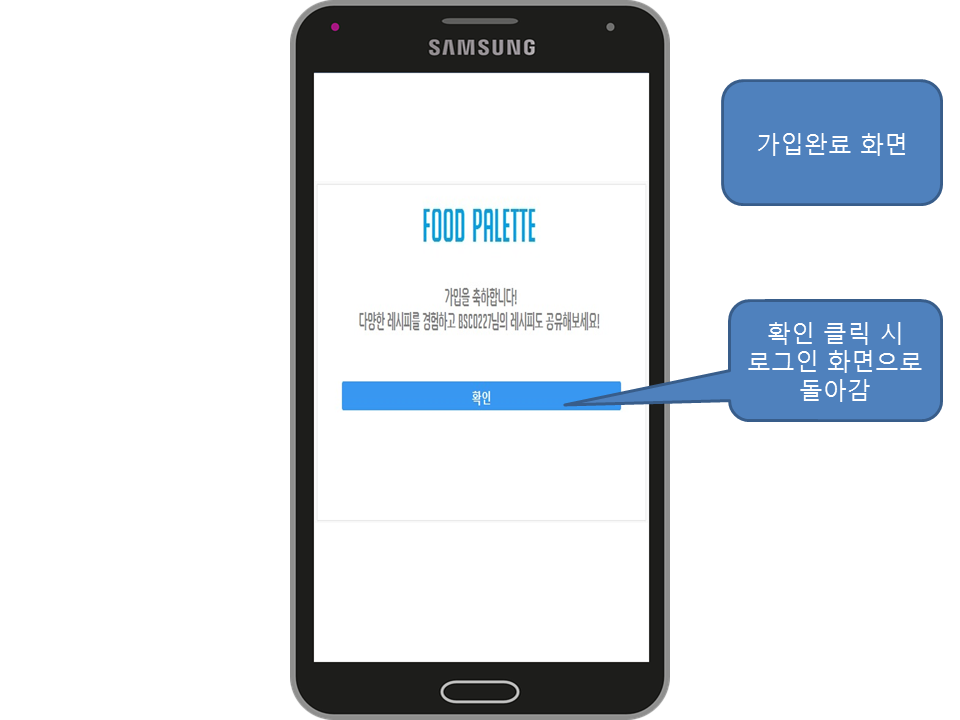 SAMSUNG
가입완료 화면
FOOD PALETTE
가입을 축하합니다!
다양한 레시피를 경험하고 BSCO227님의 레시피도 공유해보세요!
확인 클릭 시
로그인 화면으로
돌아감
확인